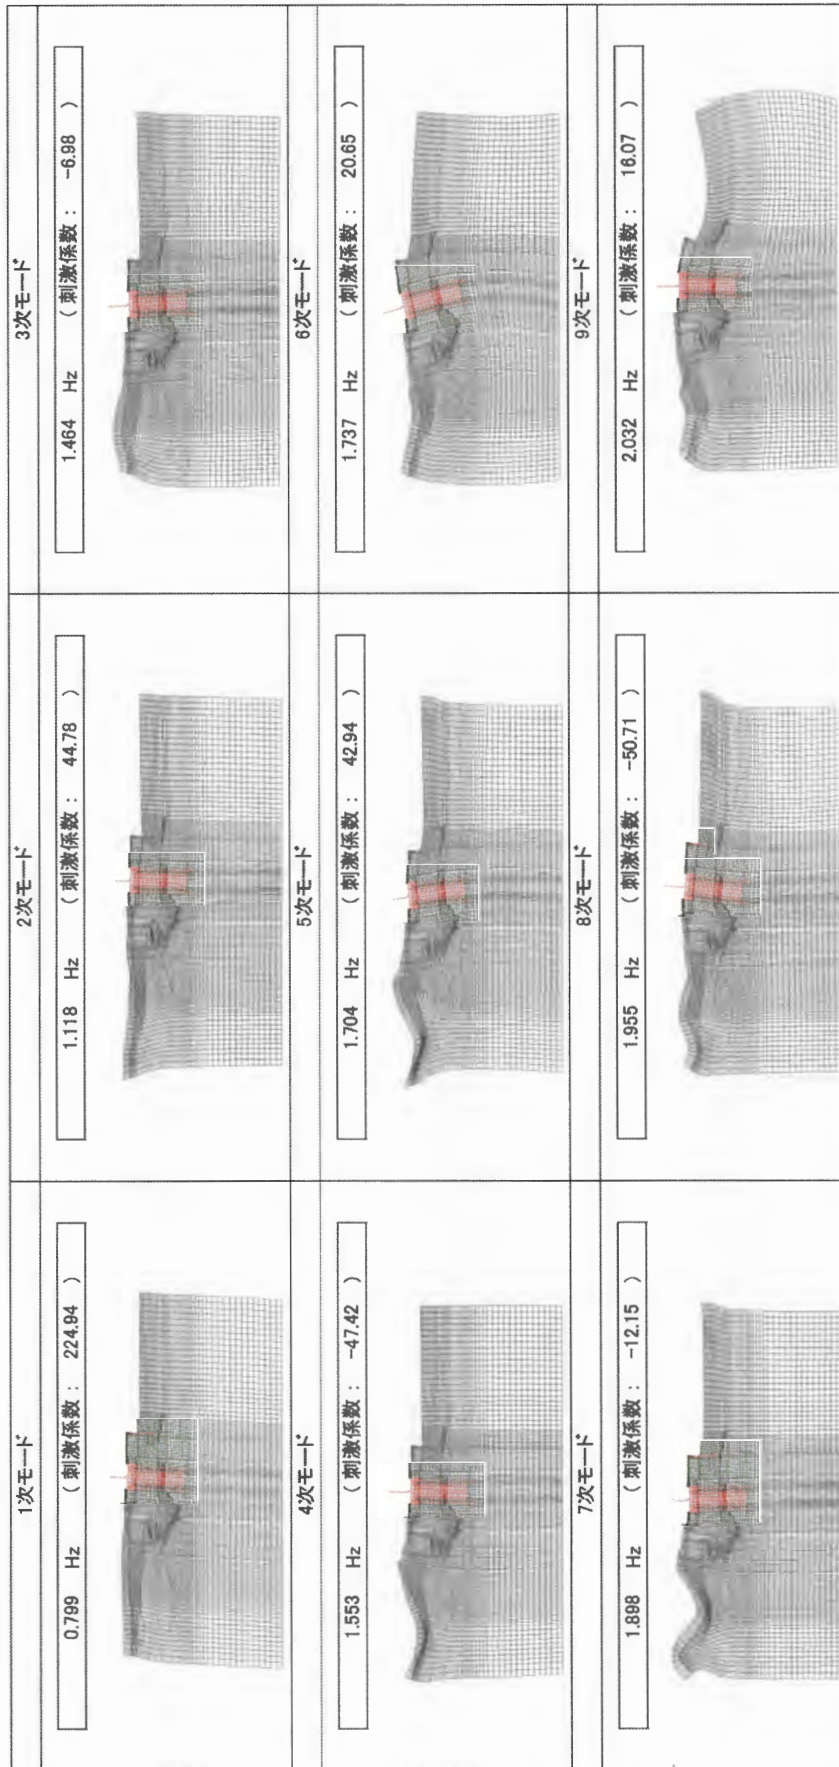 1次モード
0.799 Hz （ 刺激係数： 224.94 ）
2次モード
1.118 Hz （ 刺激係数： 44.78 ）
3次モード
1.464 Hz （ 刺激係数： -6.98 ）
4次モード
1.553 Hz （ 刺激係数： -47.42 ）
5次モード
1.704 Hz （ 刺激係数： 42.94 ）
6次モード
1.737 Hz （ 刺激係数： 20.65 ）
7次モード
1.898 Hz （ 刺激係数： -12.15 ）
8次モード
1.955 Hz （ 刺激係数： -50.71 ）
9次モード
2.032 Hz （ 刺激係数： 16.07 ）